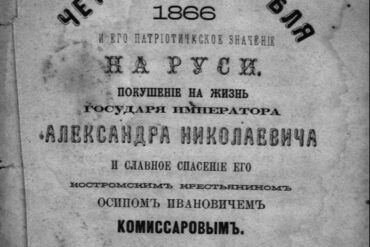 1866
И ЕГО ПАТРІОТИЧИСКОЕ ЗНАЧЕНІЕ
НА РУСИ.
ПОКУШЕНІЕ НА ЖИЗНЬ
ГОСУДАРЯ ИМПЕРАТОРА
АЛЕКСАНДРА НИКОЛАЕВИЧА
И СЛАВНОЕ СПАСЕНІЕ ЕГО
КОСТРОМСКИМЪ КРЕСТЬЯНИНОМЪ
ОСИПОМЪ ИВАНОВИЧЕМЪ
КОМИССАРОВЫМЪ.